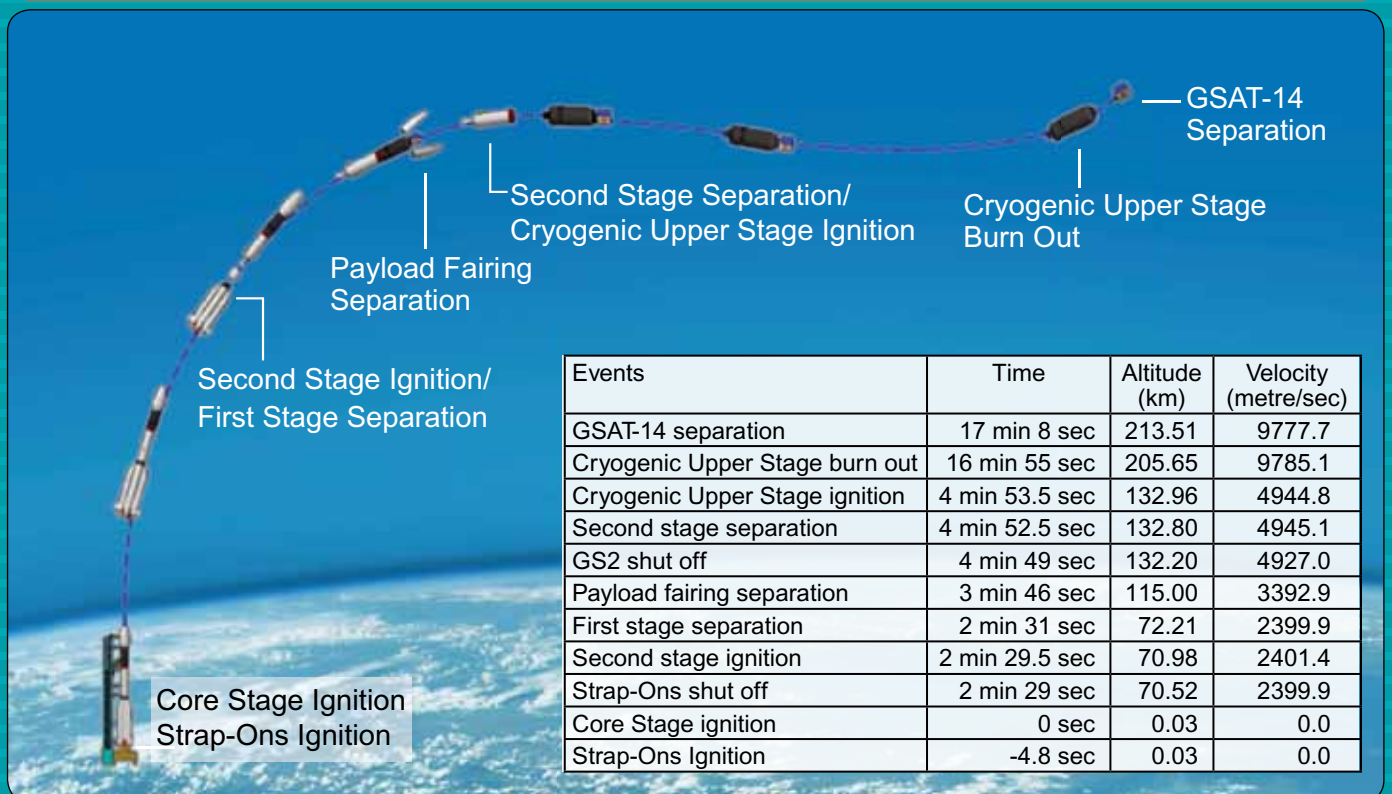 GSAT-14
Separation
Second Stage Separation/
Cryogenic Upper Stage Ignition
Cryogenic Upper Stage
Burn Out
Payload Fairing
Separation
Second Stage Ignition/
First Stage Separation
Core Stage Ignition
Strap-Ons Ignition
Events Time Altitude (km) Velocity (metre/sec)
GSAT-14 separation 17 min 8 sec 213.51 9777.7
Cryogenic Upper Stage burn out 16 min 55 sec 205.65 9785.1
Cryogenic Upper Stage ignition 4 min 53.5 sec 132.96 4944.8
Second stage separation 4 min 52.5 sec 132.80 4945.1
GS2 shut off 4 min 49 sec 132.20 4927.0
Payload fairing separation 3 min 46 sec 115.00 3392.9
First stage separation 2 min 31 sec 72.21 2399.9
Second stage ignition 2 min 29.5 sec 70.98 2401.4
Strap-Ons shut off 2 min 29 sec 70.52 2399.9
Core Stage ignition 0 sec 0.03 0.0
Strap-Ons Ignition -4.8 sec 0.03 0.0